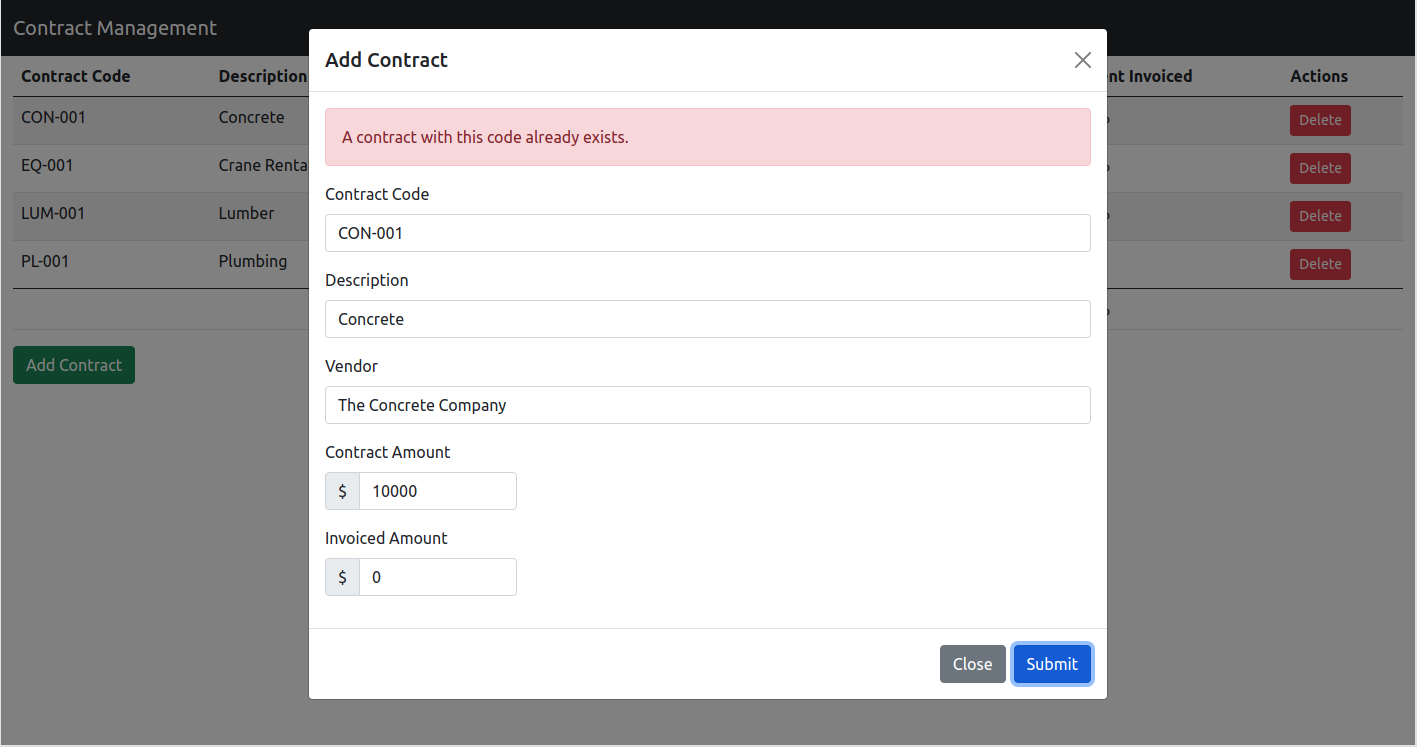 Contract Management
Add Contract
Contract Code Description nt Invoiced Actions
CON-001 Concrete Delete
EQ-001 Crane Renta Delete
LUM-001 Lumber Delete
PL-001 Plumbing Delete
Add Contract
A contract with this code already exists.
Contract Code
CON-001
Description
Concrete
Vendor
The Concrete Company
Contract Amount
$ 10000
Invoiced Amount
$ 0
Close Submit